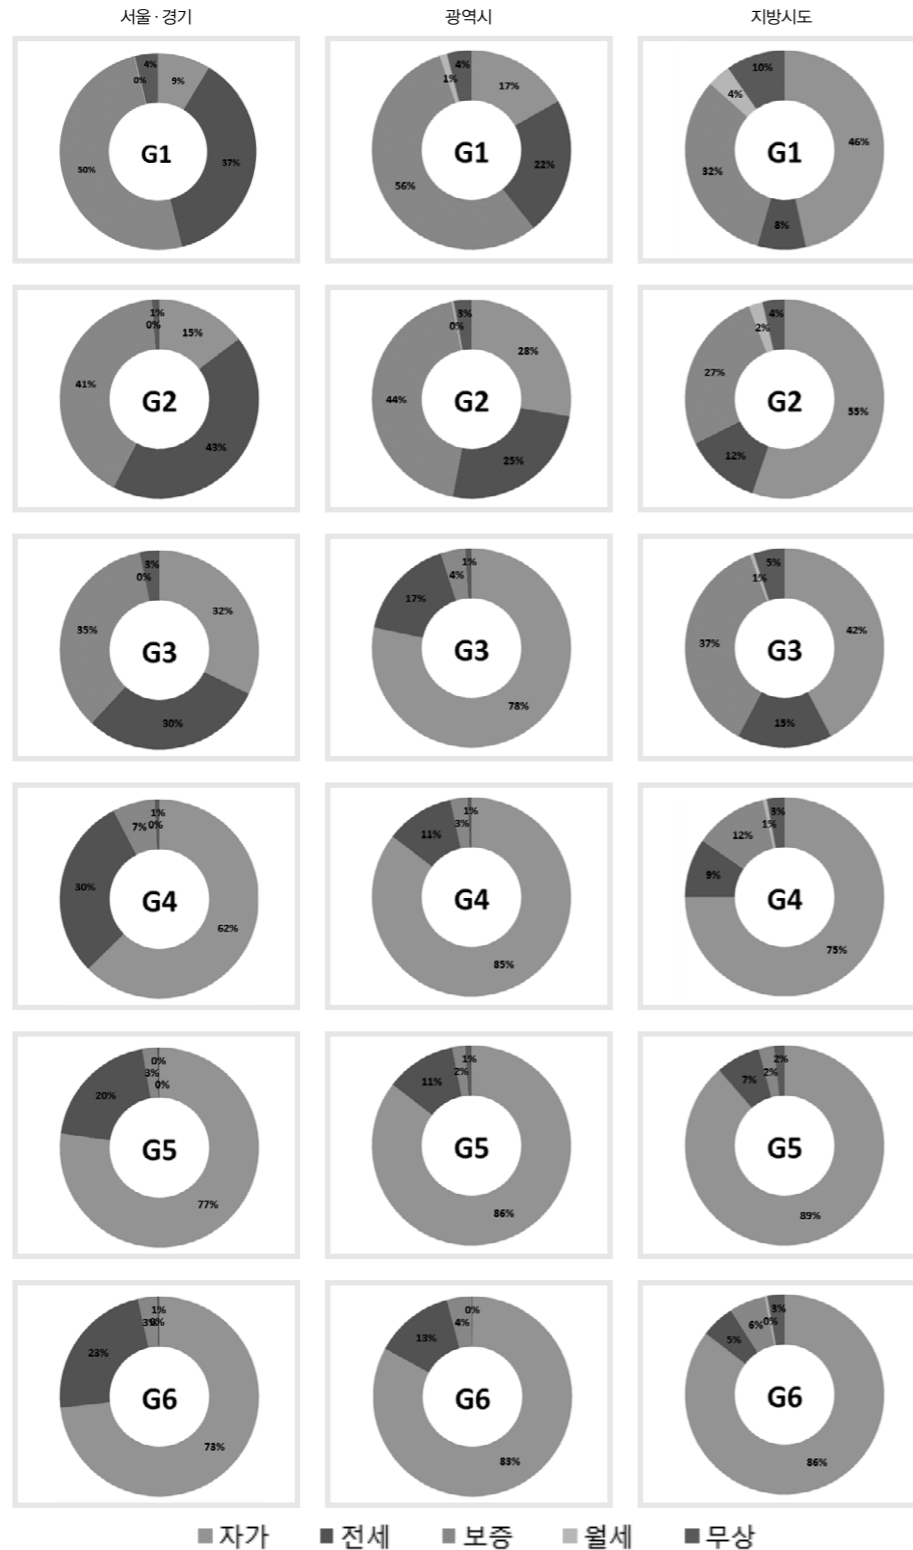 서울 · 경기 광역시 지방시도
4% 0% 9% 37% 50% G1
4% 1% 17% 22% 56% G1
10% 4% 46% 8% 32% G1
1% 0% 15% 43% 41% G2
3% 0% 28% 25% 44% G2
4% 2% 55% 12% 27% G2
3% 0% 32% 30% 35% G3
1% 4% 17% 78% G3
5% 1% 42% 15% 37% G3
1% 0% 7% 30% 62% G4
1% 3% 11% 85% G4
3% 1% 12% 9% 75% G4
0% 3% 0% 20% 77% G5
1% 2% 11% 86% G5
2% 2% 7% 89% G5
1% 3% 0% 23% 73% G6
0% 4% 13% 83% G6
3% 0% 6% 5% 86% G6
자가 전세 보증 월세 무상